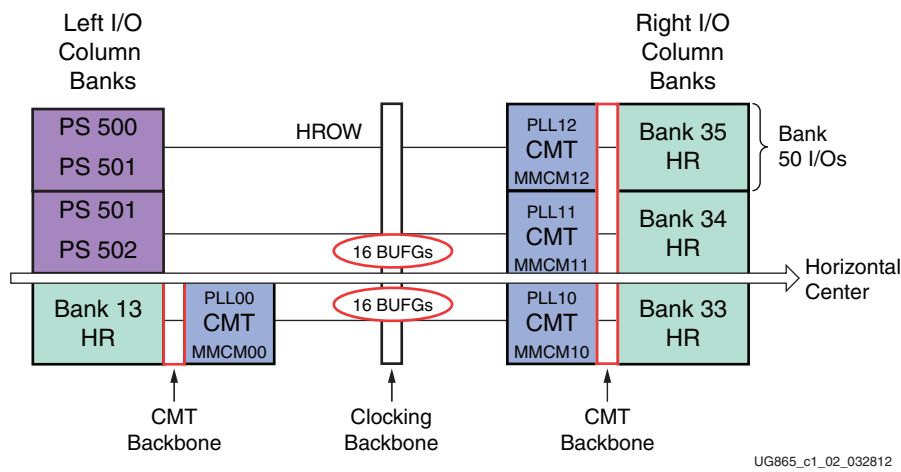 Left I/O
Column
Banks
Right I/O
Column
Banks
PS 500
PS 501
HROW
PLL12
CMT
MMCM12
Bank 35
HR
Bank
50 I/Os
PS 501
PS 502
16 BUFGs
PLL11
CMT
MMCM11
Bank 34
HR
Horizontal
Center
Bank 13
HR
PLL00
CMT
MMCM00
16 BUFGs
PLL10
CMT
MMCM10
Bank 33
HR
CMT
Backbone
Clocking
Backbone
CMT
Backbone
UG865_c1_02_032812